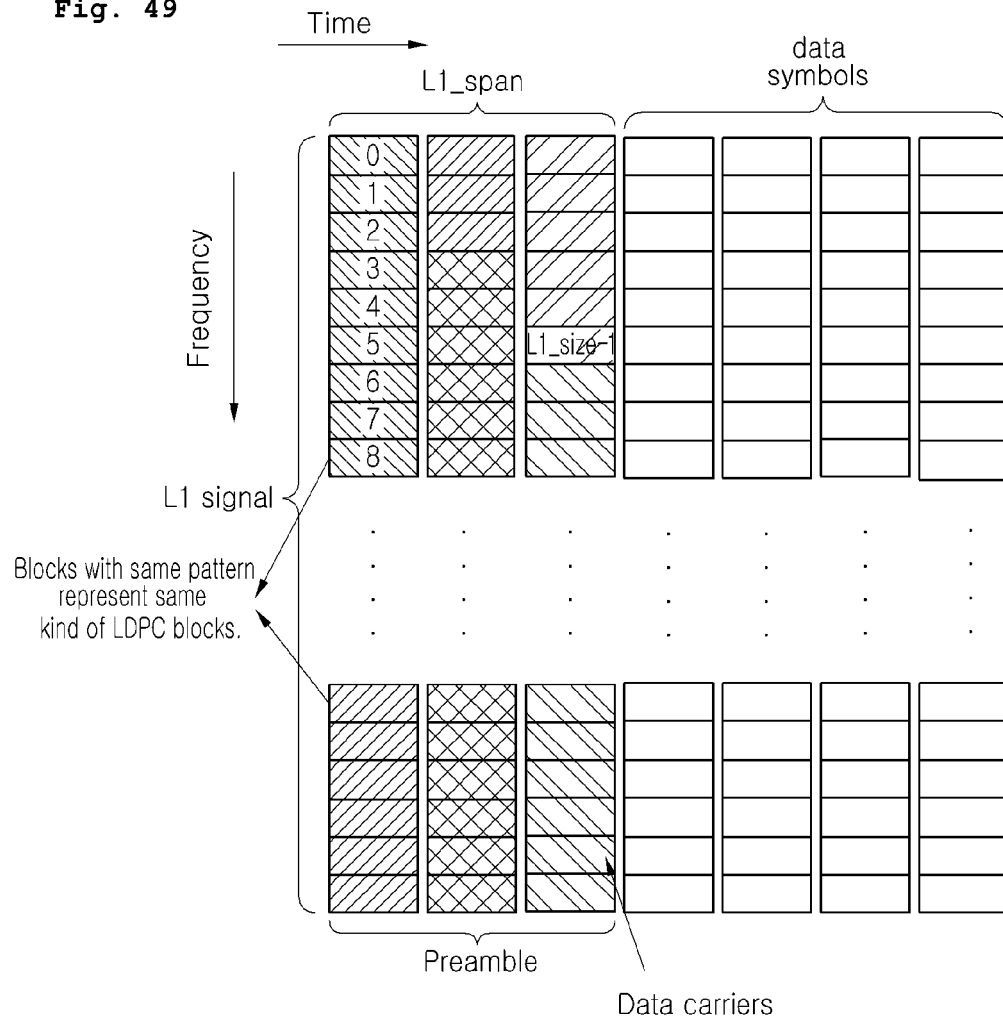 Fig. 49
Time
L1_span
data
symbols
Frequency
0
1
2
3
4
5
L1_size-1
6
7
8
L1 signal
Blocks with same pattern
represent same
kind of LDPC blocks.
Preamble
Data carriers